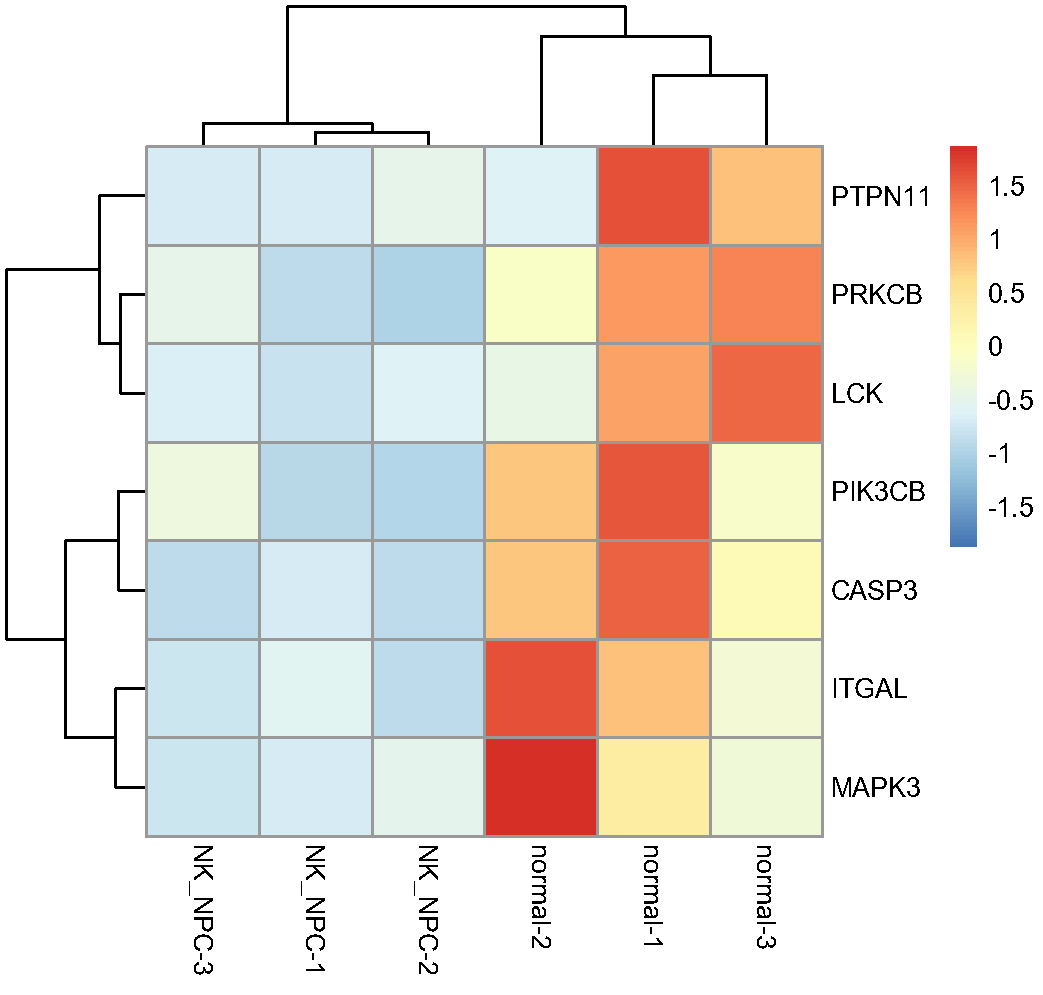 PTPN11
PRKCB
LCK
PIK3CB
CASP3
ITGAL
MAPK3
1.5
1
0.5
0
-0.5
-1
-1.5
NK_NPC-3
NK_NPC-1
NK_NPC-2
normal-2
normal-1
normal-3